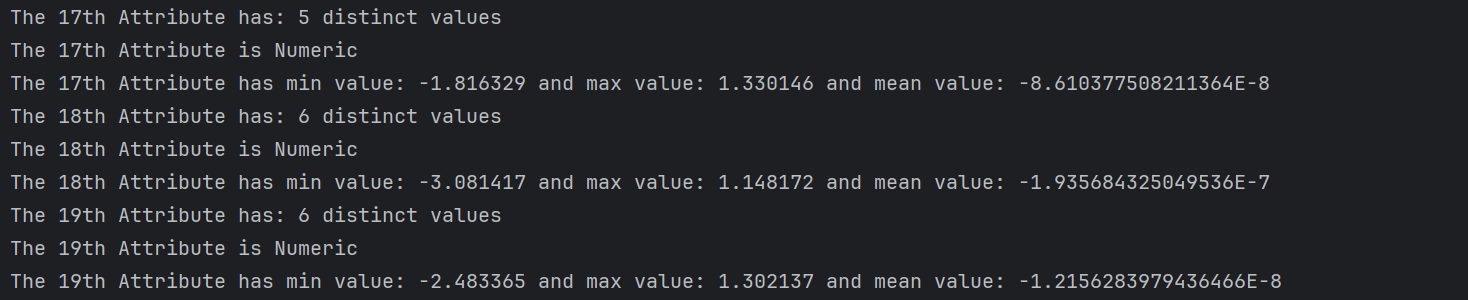 The 17th Attribute has: 5 distinct values
The 17th Attribute is Numeric
The 17th Attribute has min value: -1.816329 and max value: 1.330146 and mean value: -8.610377508211364E-8
The 18th Attribute has: 6 distinct values
The 18th Attribute is Numeric
The 18th Attribute has min value: -3.081417 and max value: 1.148172 and mean value: -1.935684325049536E-7
The 19th Attribute has: 6 distinct values
The 19th Attribute is Numeric
The 19th Attribute has min value: -2.483365 and max value: 1.302137 and mean value: -1.2156283979436466E-8